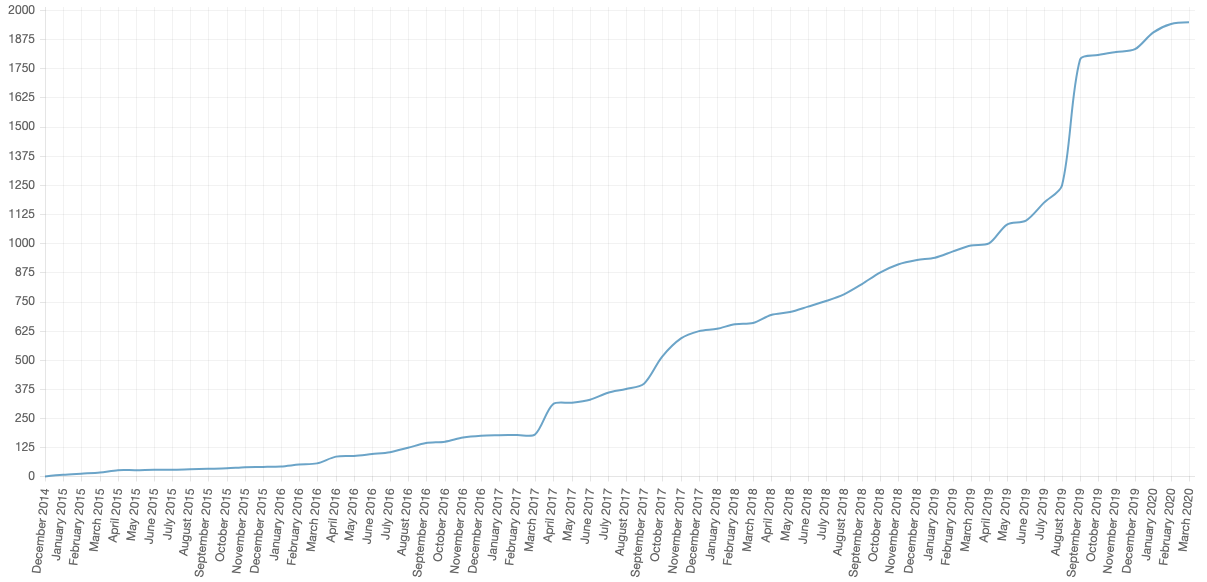 2000
1875
1750
1625
1500
1375
1250
1125
1000
875
750
625
500
375
250
125
0
December 2014
January 2015
February 2015
March 2015
April 2015
May 2015
June 2015
July 2015
August 2015
September 2015
October 2015
November 2015
December 2015
January 2016
February 2016
March 2016
April 2016
May 2016
June 2016
July 2016
August 2016
September 2016
October 2016
November 2016
December 2016
January 2017
February 2017
March 2017
April 2017
May 2017
June 2017
July 2017
August 2017
September 2017
October 2017
November 2017
December 2017
January 2018
February 2018
March 2018
April 2018
May 2018
June 2018
July 2018
August 2018
September 2018
October 2018
November 2018
December 2018
January 2019
February 2019
March 2019
April 2019
May 2019
June 2019
July 2019
August 2019
September 2019
October 2019
November 2019
December 2019
January 2020
February 2020
March 2020